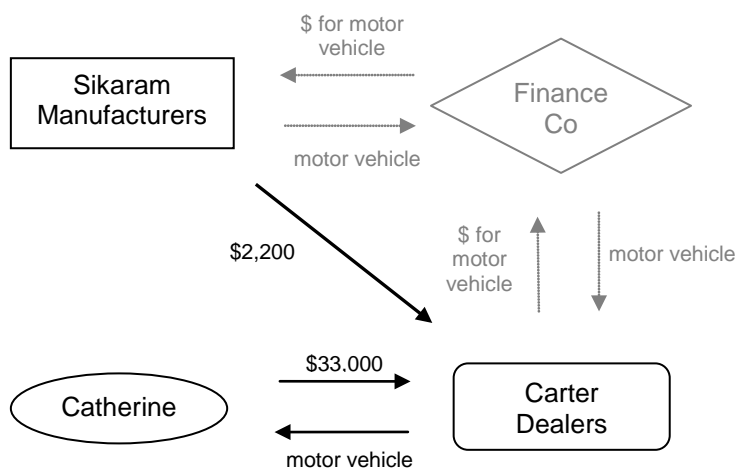 $ for motor
vehicle
Sikaram
Manufacturers
Finance
Co
motor vehicle
$2,200
$ for
motor
vehicle
motor vehicle
$33.000
Catherine
Carter
Dealers
motor vehicle